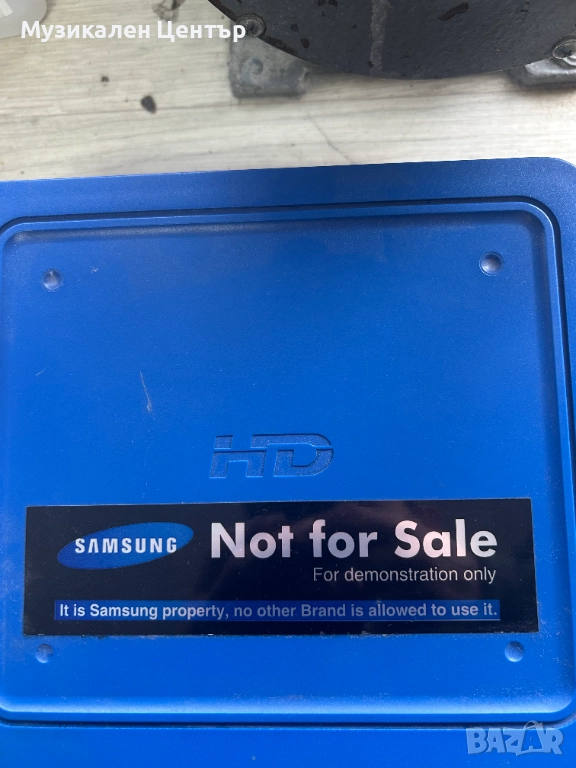 Музикален Център
HD
SAMSUNG Not for Sale
For demonstration only
It is Samsung property, no other Brand is allowed to use it.
BAZAR